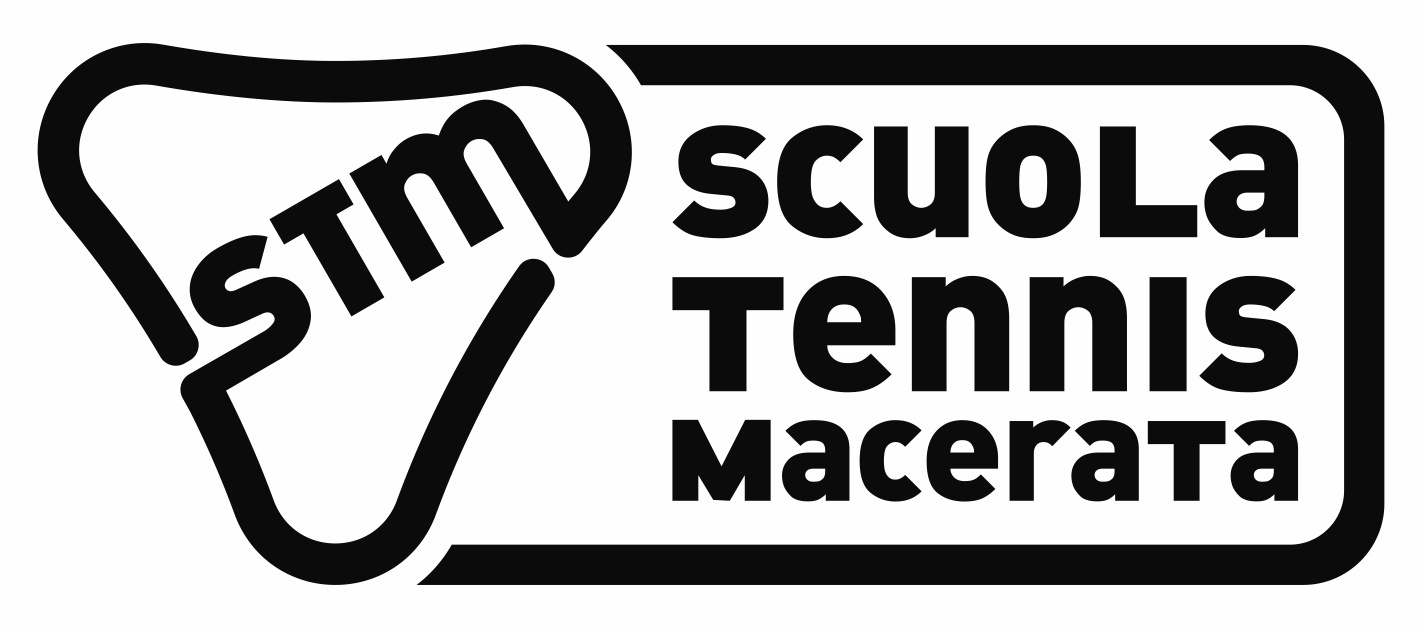 STM
SCUOLA
TENNIS
MACERATA